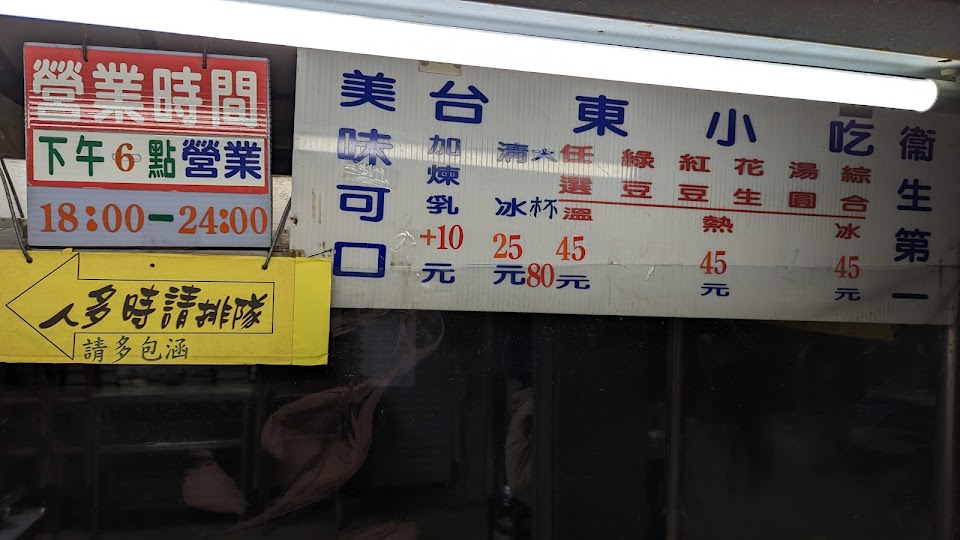 營業時間
下午6點營業
18:00-24:00
人多時請排隊
請多包涵
台東小吃
衛生第一
美味可口
綜合
湯圓
花生
紅豆
綠豆
任選
冰
熱
溫
45元
45元
45元
大杯
80
清冰
25元
加煉乳
+10元